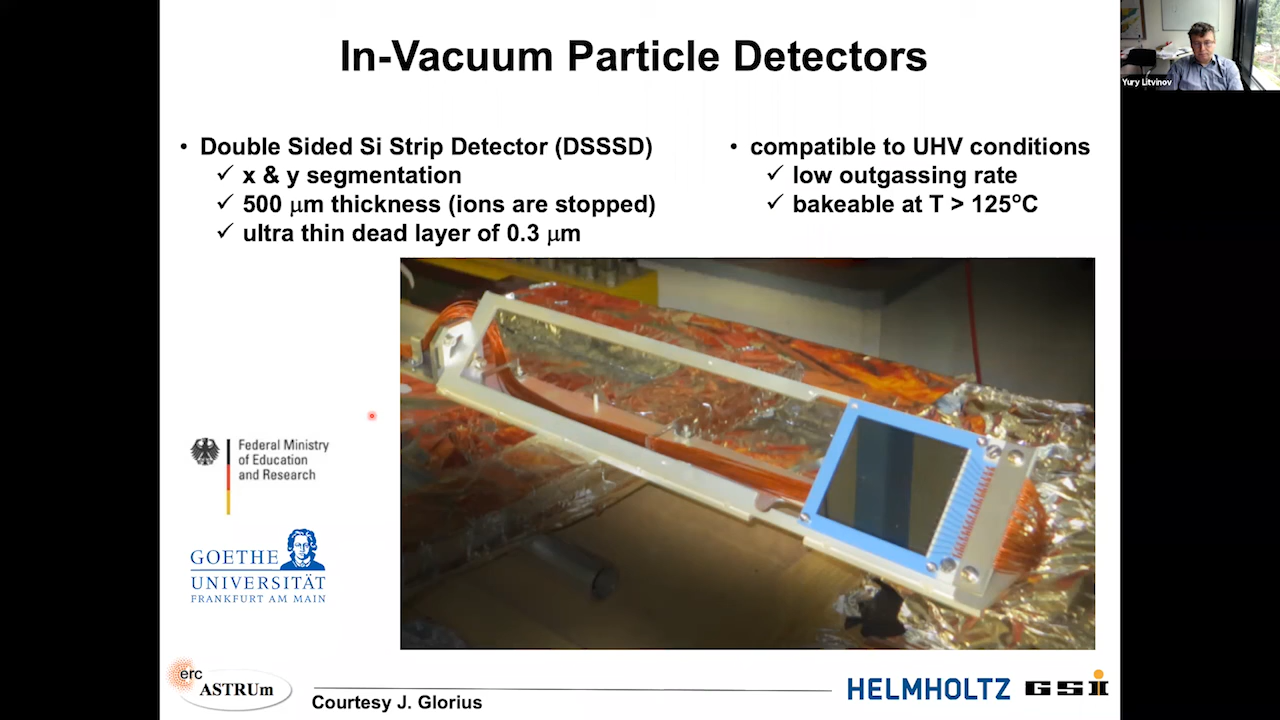 In-Vacuum Particle Detectors
Yury Litvinov
• Double Sided Si Strip Detector (DSSSD)
✓ x & y segmentation
✓ 500 μm thickness (ions are stopped)
✓ ultra thin dead layer of 0.3 μm
• compatible to UHV conditions
✓ low outgassing rate
✓ bakeable at T > 125°C
Federal Ministry
of Education
and Research
GOETHE
UNIVERSITÄT
FRANKFURT AM MAIN
erc
ASTRUm
Courtesy J. Glorius
HELMHOLTZ GSI